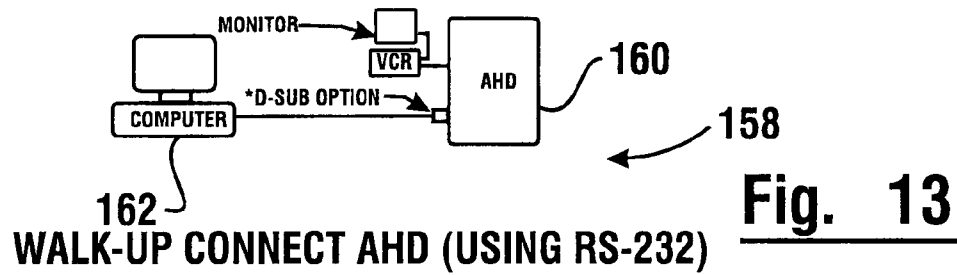 MONITOR
VCR
AHD
160
*D-SUB OPTION
COMPUTER
158
162
Fig. 13
WALK-UP CONNECT AHD (USING RS-232)